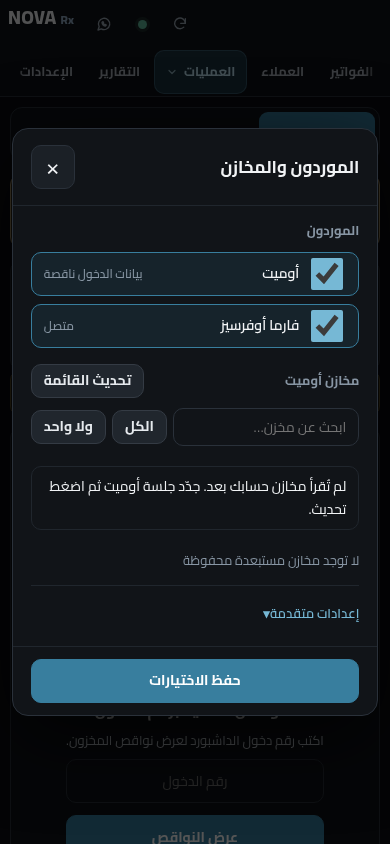 NOVA Rx
الفواتير
العملاء
العمليات
التقارير
الإعدادات
الموردون والمخازن
×
الموردون
أوميت
بيانات الدخول ناقصة
فارما أوفرسيز
متصل
مخازن أوميت
تحديث القائمة
ابحث عن مخزن...
الكل
ولا واحد
لم تُقرأ مخازن حسابك بعد. جدّد جلسة أوميت ثم اضغط
تحديث.
لا توجد مخازن مستبعدة محفوظة
إعدادات متقدمة▾
حفظ الاختيارات
اكتب رقم دخول الداشبورد لعرض نواقص المخزون.
رقم الدخول
عرض النواقص